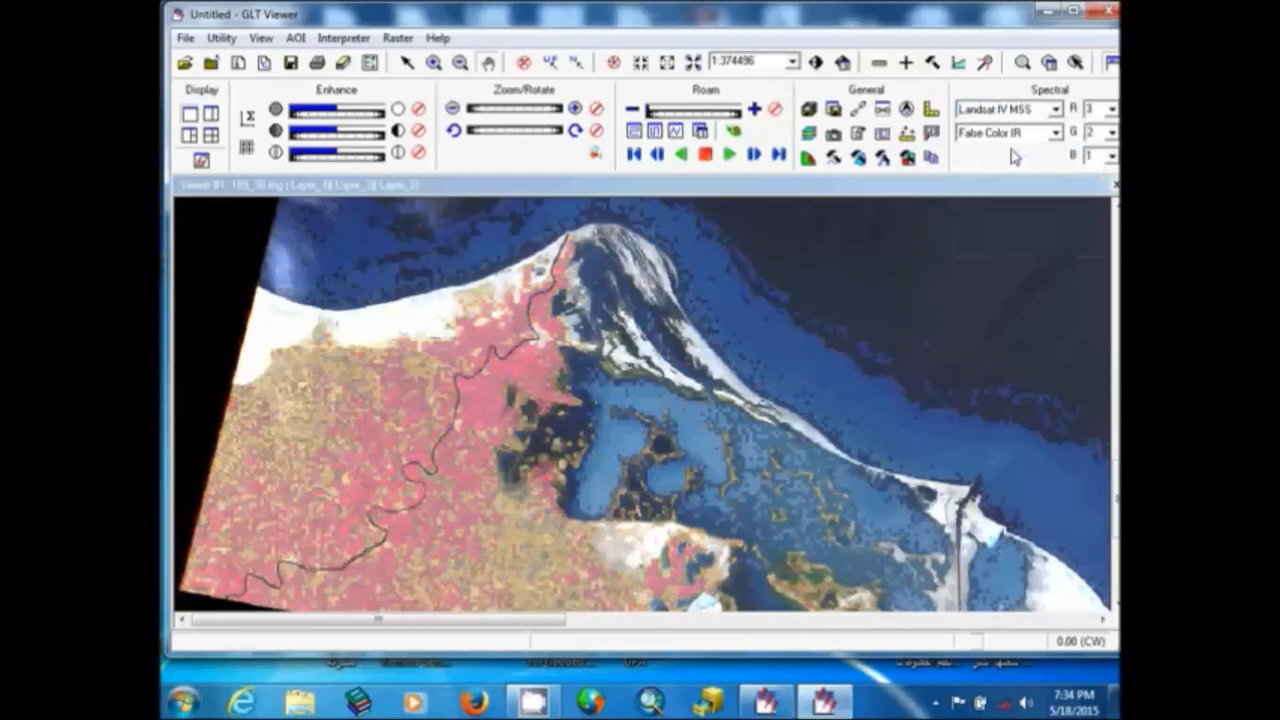 Untitled - GLT Viewer
File Utility View AOI Interpreter Raster Help
1:374496
Display Enhance Zoom/Rotate Roam General Spectral
Landsat IV MSS R 3
False Color IR G 2
B 1
0.00 (CW)
7:34 PM
5/18/2015